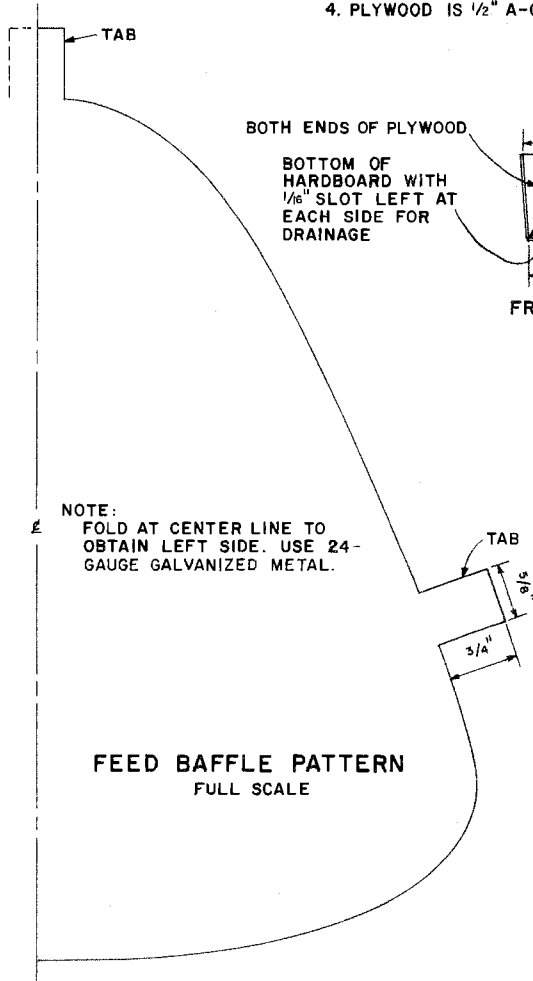 4. PLYWOOD IS 1/2" A-
TAB
BOTH ENDS OF PLYWOOD
BOTTOM OF
HARDBOARD WITH
1/16" SLOT LEFT AT
EACH SIDE FOR
DRAINAGE
FR
NOTE:
FOLD AT CENTER LINE TO
OBTAIN LEFT SIDE. USE 24-
GAUGE GALVANIZED METAL.
TAB
5/8"
3/4"
FEED BAFFLE PATTERN
FULL SCALE